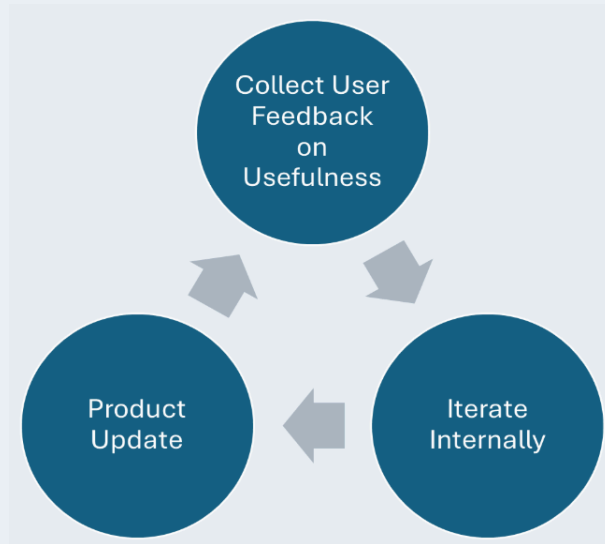 Collect User
Feedback
on
Usefulness
Product
Update
Iterate
Internally